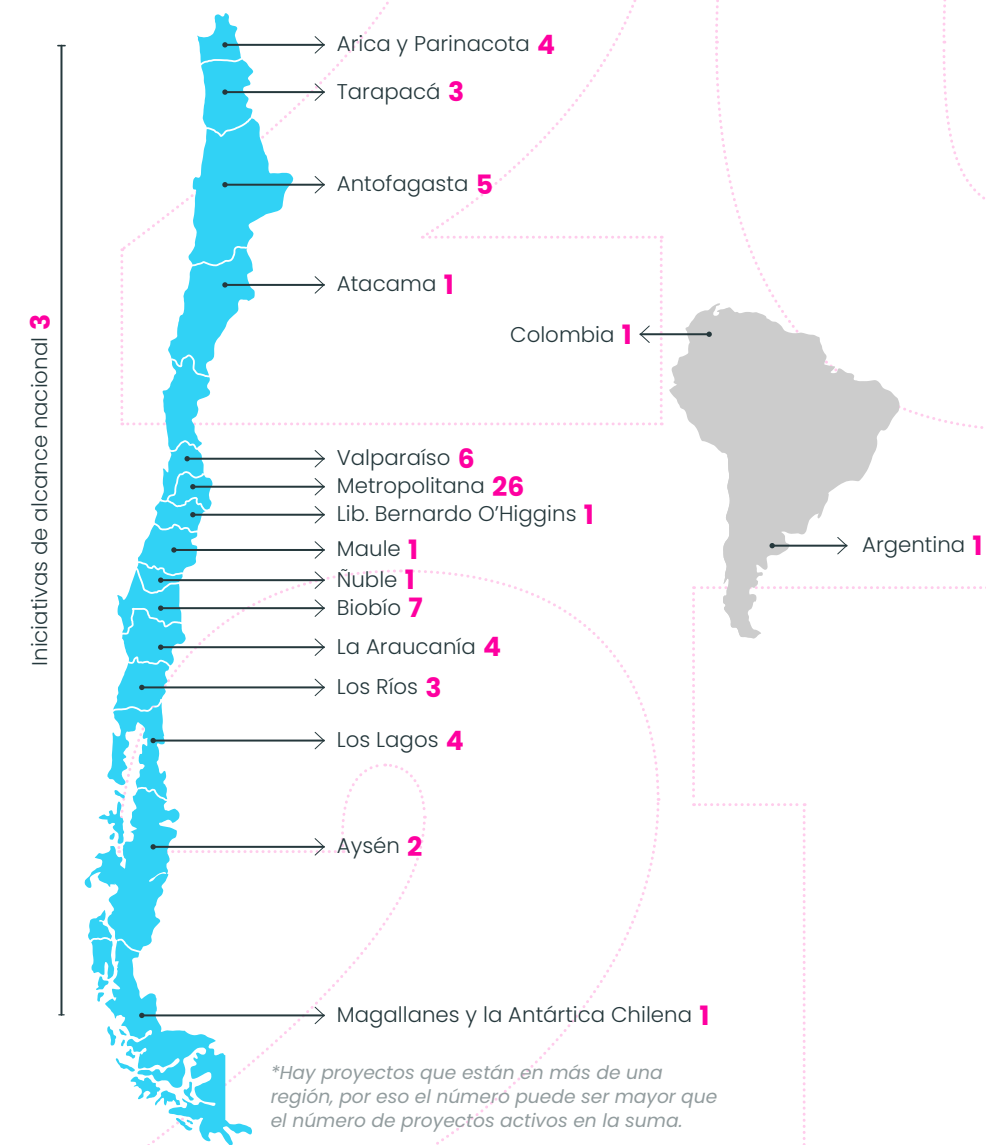 Arica y Parinacota 4
Tarapacá 3
Antofagasta 5
Atacama 1
Iniciativas de alcance nacional 3
Colombia 1
Valparaíso 6
Metropolitana 26
Lib. Bernardo O’Higgins 1
Maule 1
Argentina 1
Ñuble 1
Biobío 7
La Araucanía 4
Los Ríos 3
Los Lagos 4
Aysén 2
Magallanes y la Antártica Chilena 1
*Hay proyectos que están en más de una
región, por eso el número puede ser mayor que
el número de proyectos activos en la suma.